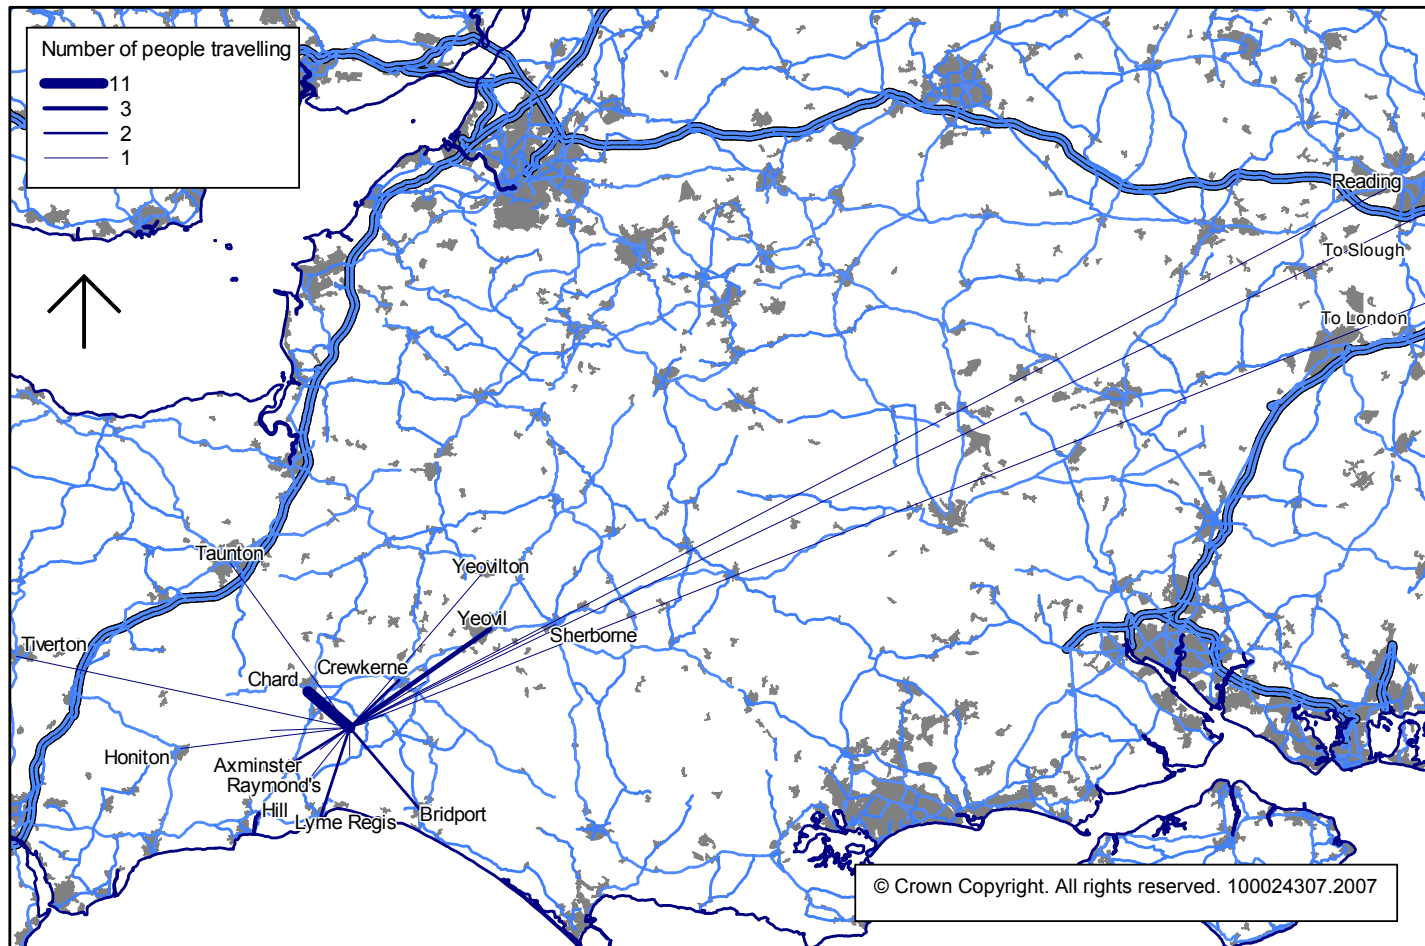 Number of people travelling
11
3
2
1
Reading
To Slough
To London
Taunton
Yeovilton
Yeovil
Sherborne
Tiverton
Crewkerne
Chard
Honiton
Axminster
Raymond's
Hill
Lyme Regis
Bridport
© Crown Copyright. All rights reserved. 100024307.2007